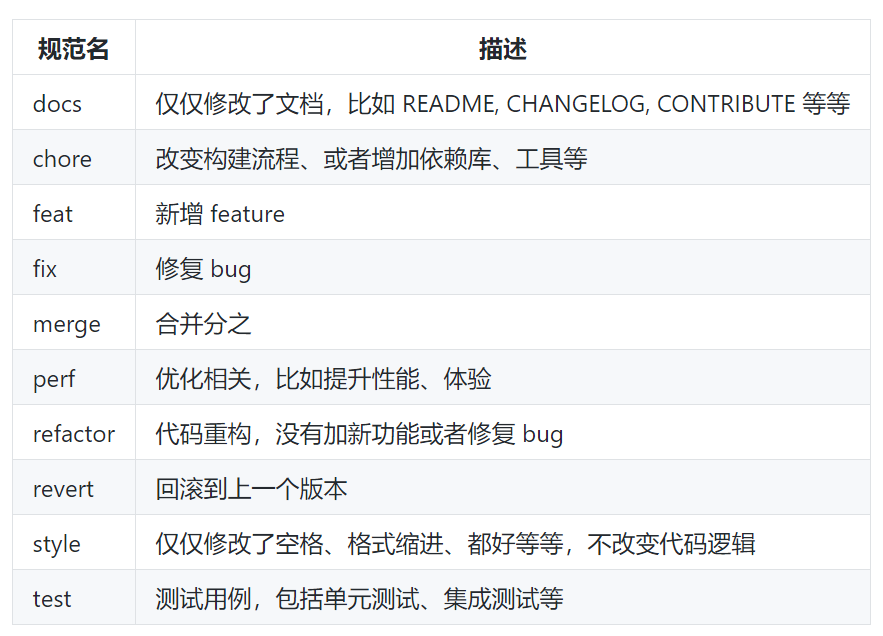 规范名 描述
docs 仅仅修改了文档，比如 README, CHANGELOG, CONTRIBUTE 等等
chore 改变构建流程、或者增加依赖库、工具等
feat 新增 feature
fix 修复 bug
merge 合并分之
perf 优化相关，比如提升性能、体验
refactor 代码重构，没有加新功能或者修复 bug
revert 回滚到上一个版本
style 仅仅修改了空格、格式缩进、都好等等，不改变代码逻辑
test 测试用例，包括单元测试、集成测试等